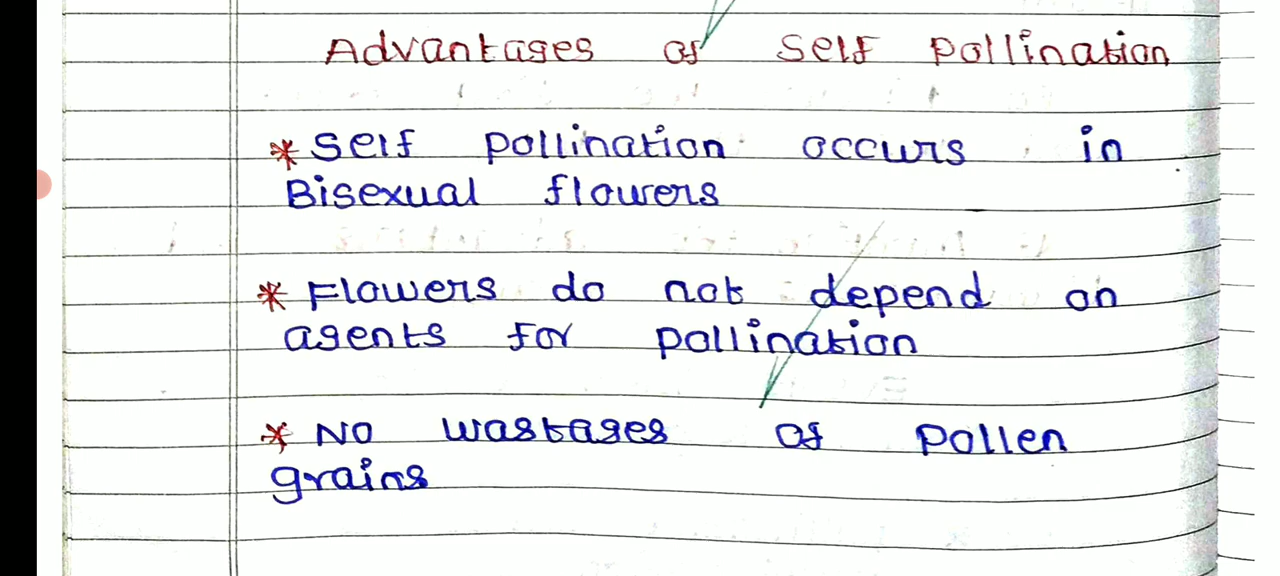 Advantages of Self Pollination
* Self pollination occurs in
Bisexual flowers
* Flowers do not depend on
agents for pollination
* No wastages of pollen
grains